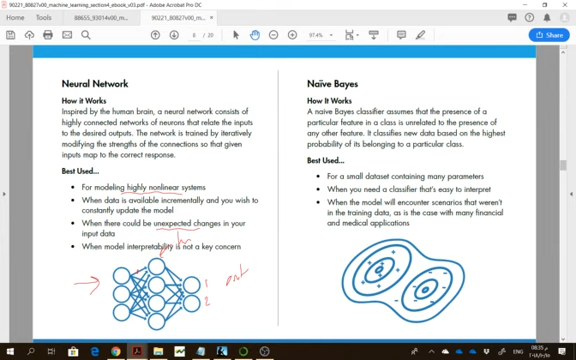 90221_80827v00_machine_learning_section4_ebook_v03.pdf - Adobe Acrobat Pro DC
Home
Tools
88655_93014v00_m...
90221_80827v00_m...
Sign In
8 / 20
97.4%
Share
Neural Network
How it Works
Inspired by the human brain, a neural network consists of
highly connected networks of neurons that relate the inputs
to the desired outputs. The network is trained by iteratively
modifying the strengths of the connections so that given
inputs map to the correct response.
Best Used...
• For modeling highly nonlinear systems
• When data is available incrementally and you wish to
constantly update the model
• When there could be unexpected changes in your
input data
• When model interpretability is not a key concern
1
2
out
Naïve Bayes
How It Works
A naive Bayes classifier assumes that the presence of a
particular feature in a class is unrelated to the presence of
any other feature. It classifies new data based on the highest
probability of its belonging to a particular class.
Best Used...
• For a small dataset containing many parameters
• When you need a classifier that's easy to interpret
• When the model will encounter scenarios that weren't
in the training data, as is the case with many financial
and medical applications
ENG
08:35 م